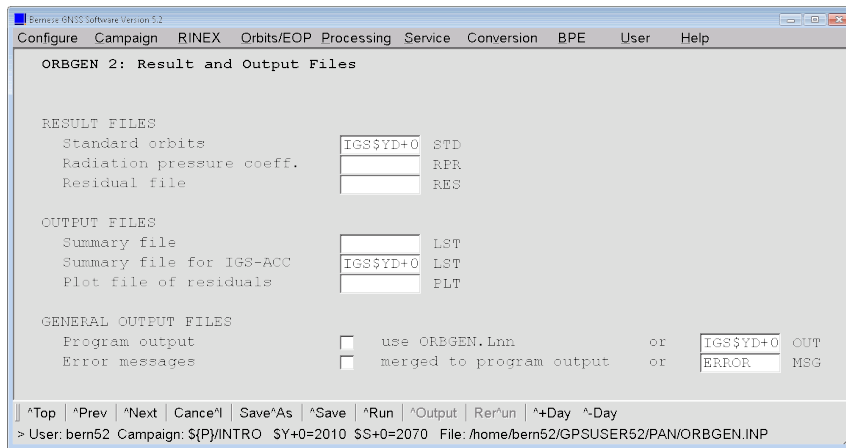 Bernese GNSS Software Version 5.2
Configure Campaign RINEX Orbits/EOP Processing Service Conversion BPE User Help
ORBGEN 2: Result and Output Files
RESULT FILES
Standard orbits IGS$YD+0 STD
Radiation pressure coeff. RPR
Residual file RES
OUTPUT FILES
Summary file LST
Summary file for IGS-ACC IGS$YD+0 LST
Plot file of residuals PLT
GENERAL OUTPUT FILES
Program output use ORBGEN.Lnn or IGS$YD+0 OUT
Error messages merged to program output or ERROR MSG
^Top ^Prev ^Next Cance^l Save^As ^Save ^Run ^Output Rer^un ^+Day ^-Day
> User: bern52 Campaign: ${P}/INTRO $Y+0=2010 $S+0=2070 File: /home/bern52/GPSUSER52/PAN/ORBGEN.INP